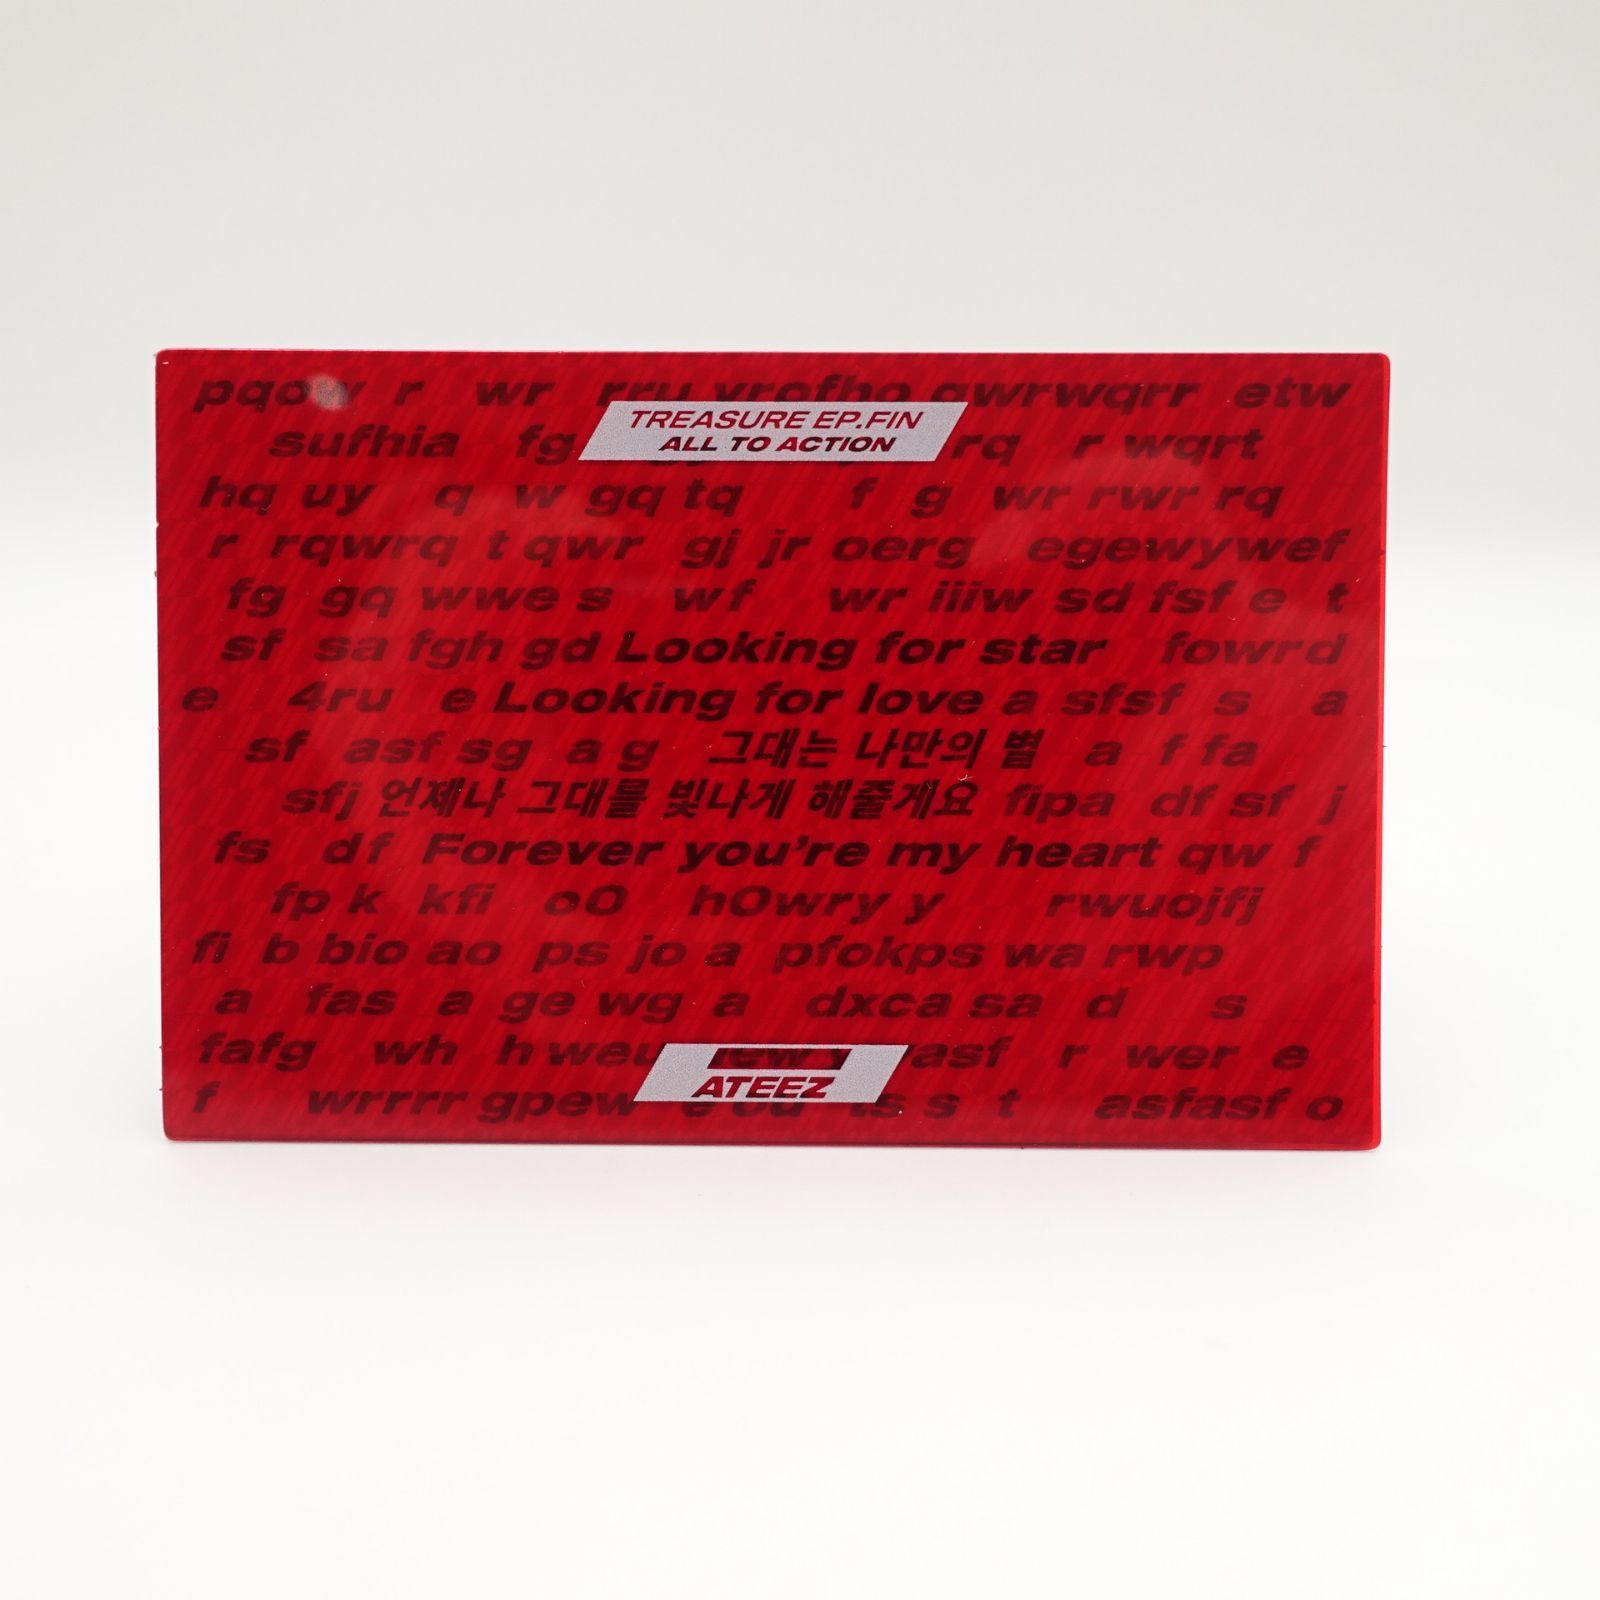 pqow r wr rru yrofho qwrwqrr etw
TREASURE EP.FIN
ALL TO ACTION
sufhia fg rq r wqrt
hq uy q w gq tq f g wr rwr rq
r rqwrq t qwr gj jr oerg egewywef
fg gq wwe s wf wr iiiw sd fsf e t
sf sa fgh gd Looking for star fowrd
e 4ru e Looking for love a sfsf s a
sf asf sg a g 그대는 나만의 별 a f fa
sfj 언제나 그대를 빛나게 해줄게요 fipa df sf j
fs df Forever you're my heart qw f
fp k kfi oO hOwry y rwuojfj
fi b bio ao ps jo a pfokps wa rwp
a fas a ge wg a dxca sa d s
fafg wh h weu asf r wer e
ATEEZ
f wrrrr gpew s t asfasf o